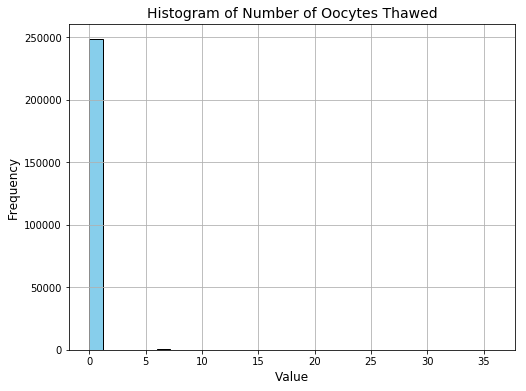 Histogram of Number of Oocytes Thawed
250000
200000
150000
100000
50000
0
Frequency
0 5 10 15 20 25 30 35
Value